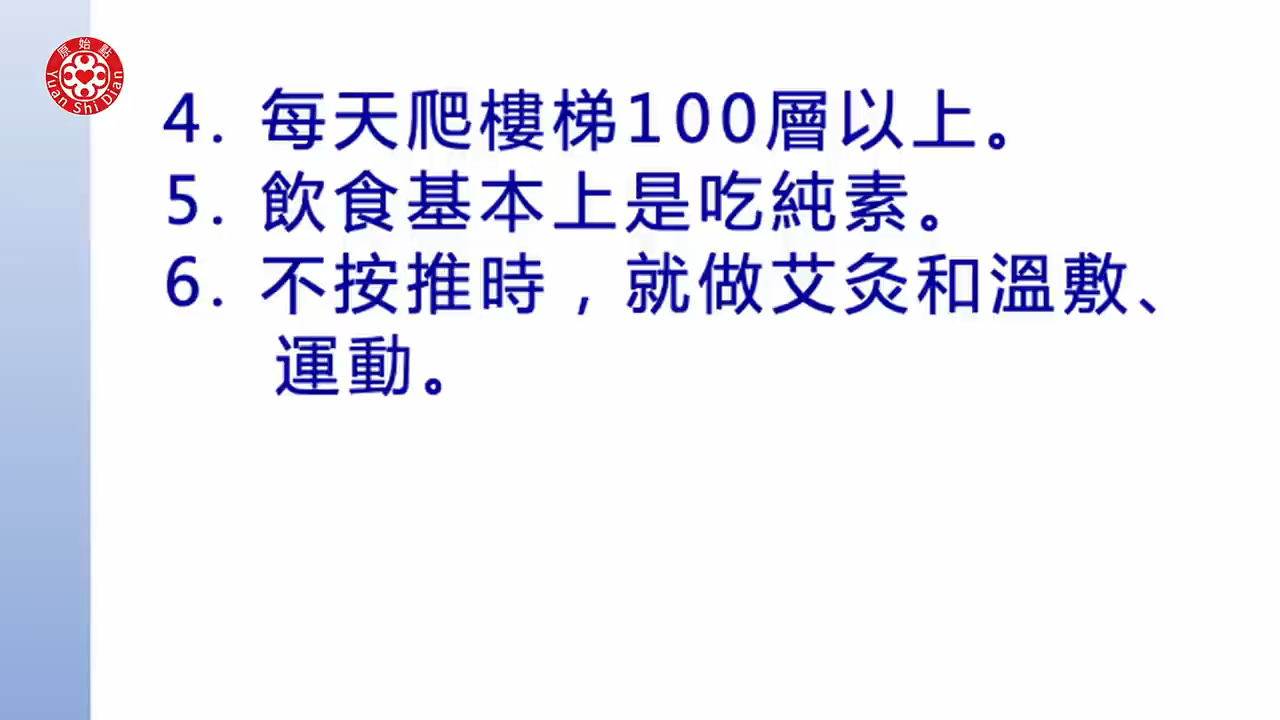 原始點
Yuan Shi Dian
4. 每天爬樓梯100層以上。
5. 飲食基本上是吃純素。
6. 不按推時，就做艾灸和溫敷、
運動。